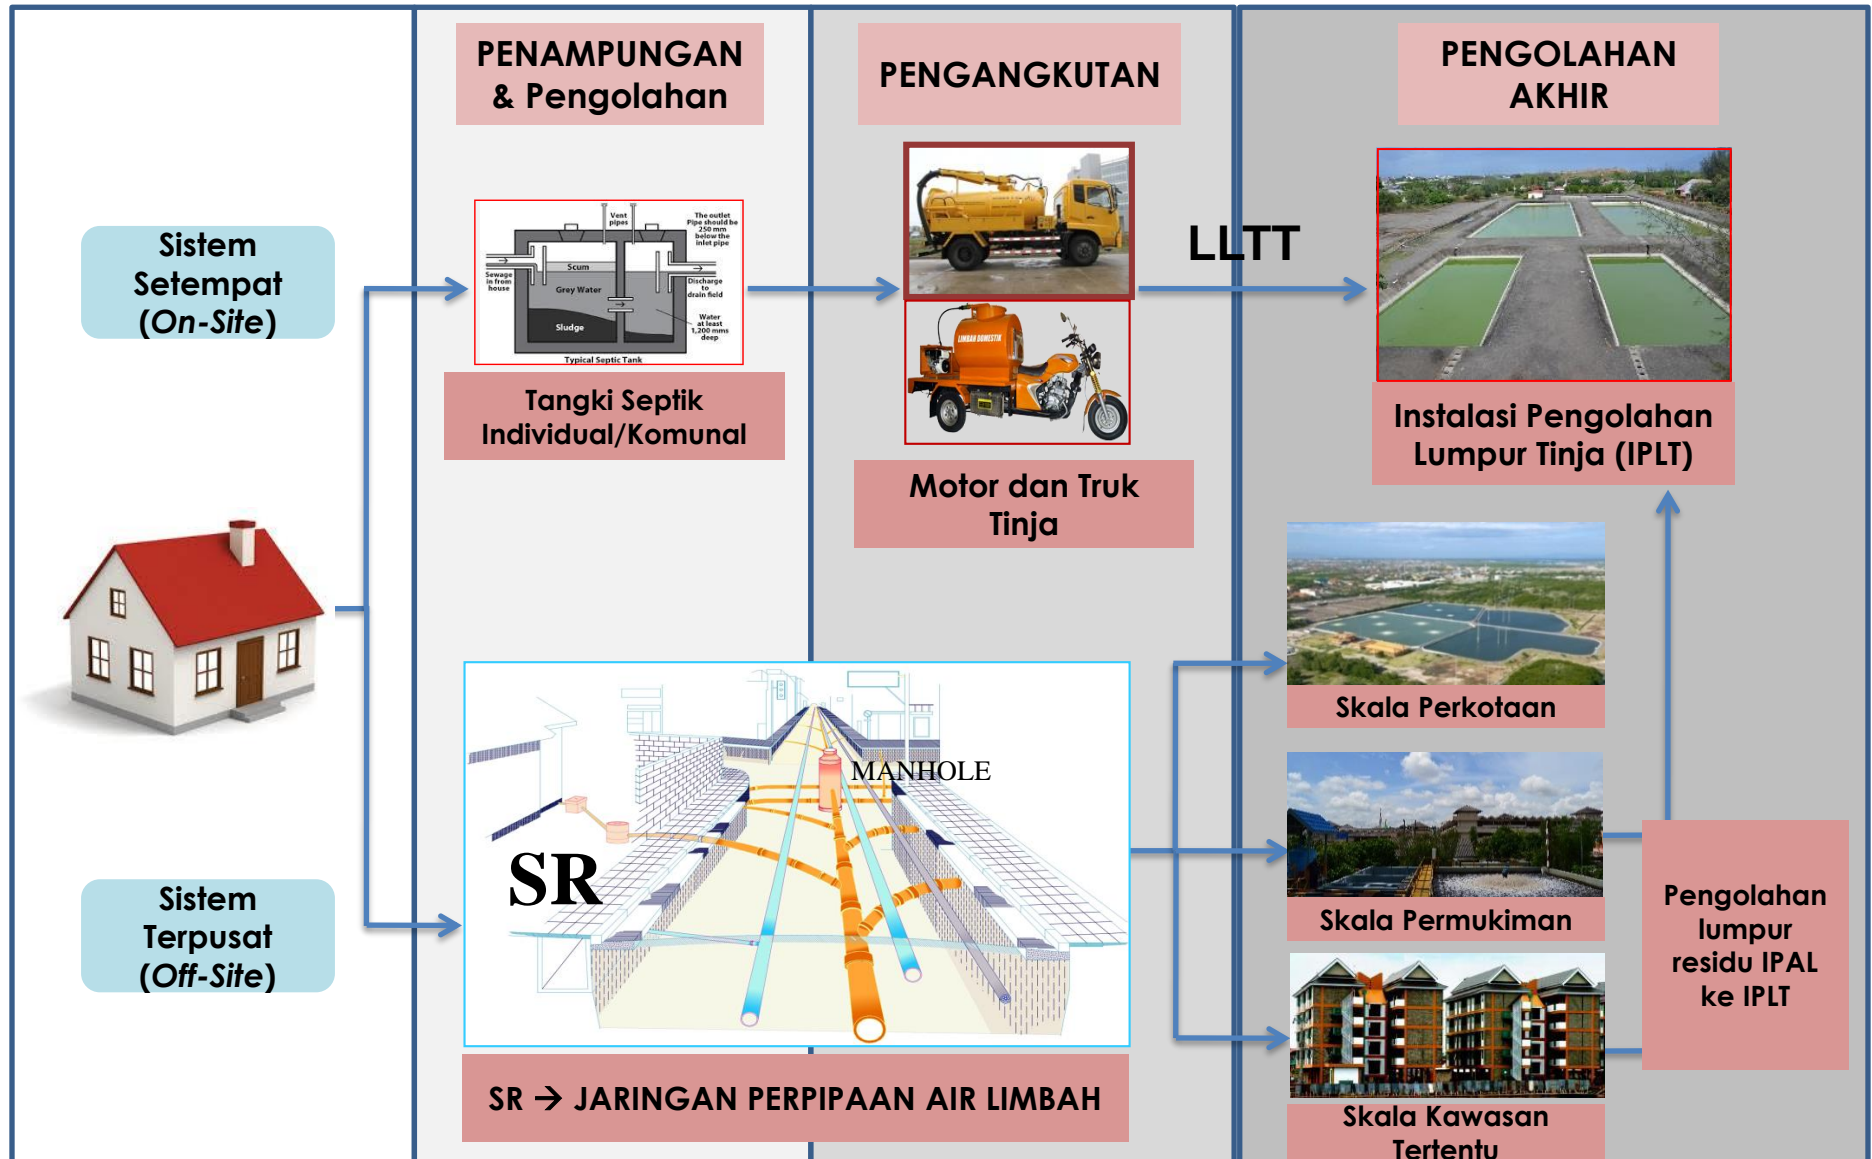 PENAMPUNGAN
& Pengolahan
PENGANGKUTAN
PENGOLAHAN
AKHIR
Sistem
Setempat
(On-Site)
Vent
pipes
The outlet
Pipe should be
250 mm
below the
inlet pipe
Sewage
in from
house
Scum
Grey Water
Sludge
Discharge
to
drain field
Water
at least
1,200 mms
deep
Typical Septic Tank
Tangki Septik
Individual/Komunal
LIMBAH DOMESTIK
Motor dan Truk
Tinja
LLTT
Instalasi Pengolahan
Lumpur Tinja (IPLT)
Sistem
Terpusat
(Off-Site)
MANHOLE
SR
SR → JARINGAN PERPIPAAN AIR LIMBAH
Skala Perkotaan
Skala Permukiman
Skala Kawasan
Tertentu
Pengolahan
lumpur
residu IPAL
ke IPLT